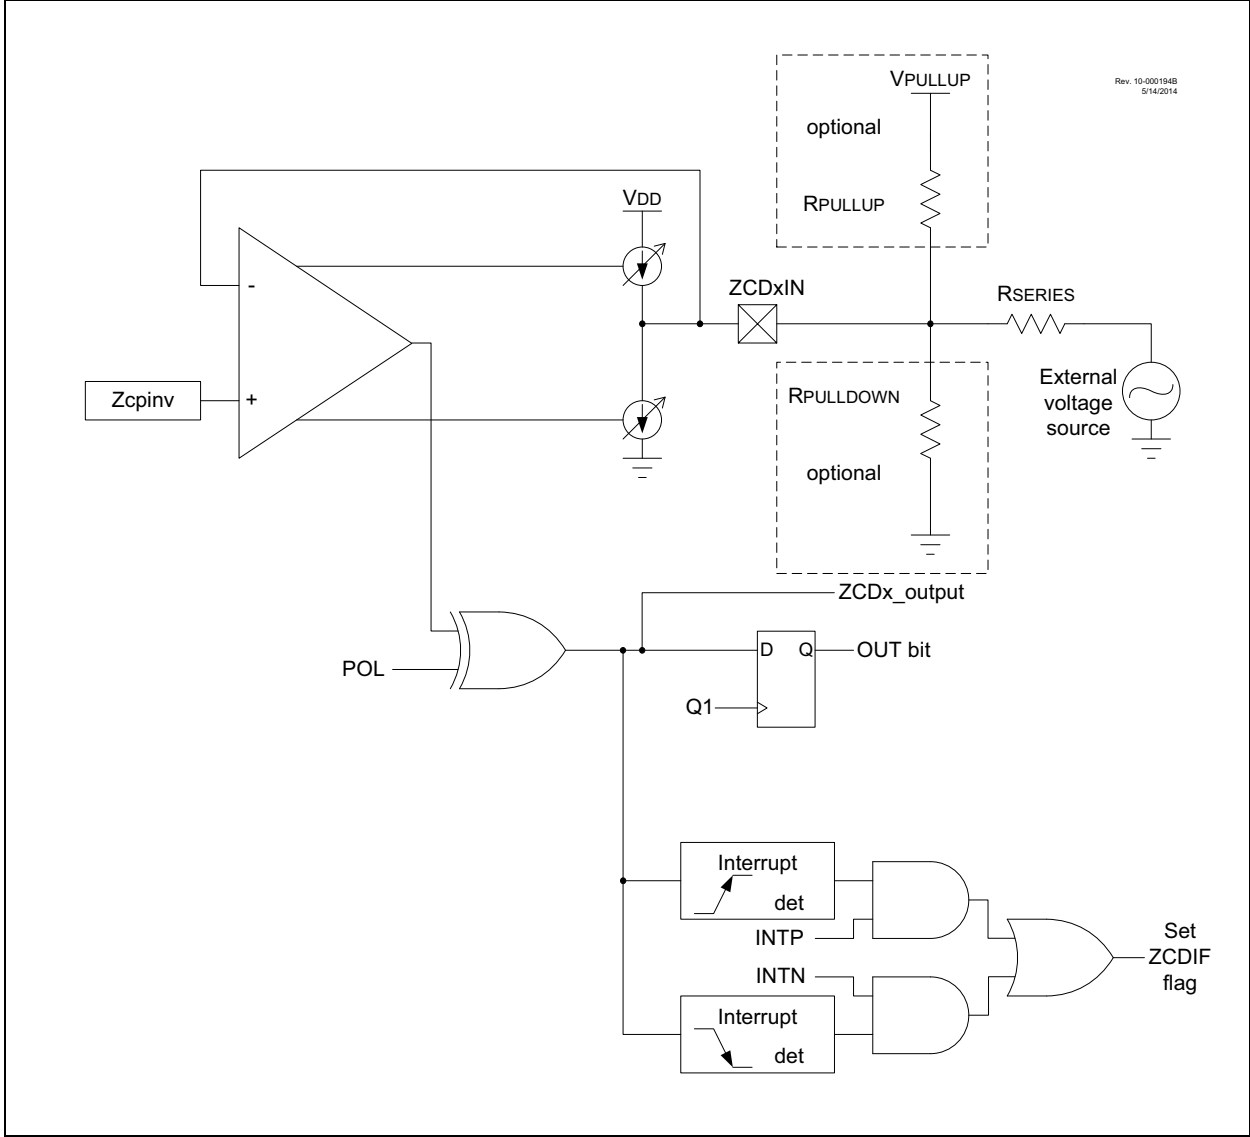 VPULLUP
Rev. 10-000194B
5/14/2014
optional
RPULLUP
VDD
-
ZCDxIN
RSERIES
Zcpinv
+
RPULLDOWN
External
voltage
source
optional
ZCDx_output
POL
D Q
OUT bit
Q1
Interrupt
det
INTP
Set
ZCDIF
flag
INTN
Interrupt
det